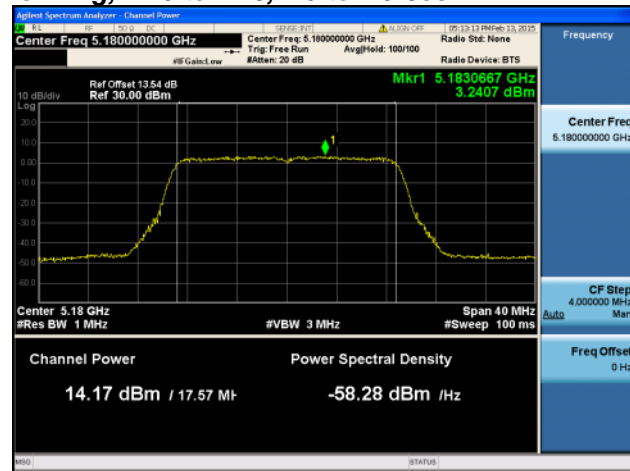 Agilent Spectrum Analyzer - Channel Power
RL RF 50 Ω DC SENSE:INT ALIGN OFF 05:13:13 PM Feb 13, 2015
Center Freq 5.180000000 GHz
Center Freq: 5.180000000 GHz
Radio Std: None
Trig: Free Run Avg|Hold: 100/100
#IFGain:Low #Atten: 20 dB Radio Device: BTS
Frequency
Ref Offset 13.54 dB
Mkr1 5.1830667 GHz
10 dB/div Ref 30.00 dBm 3.2407 dBm
Log
20.0
10.0
0.00
-10.0
-20.0
-30.0
-40.0
-50.0
-60.0
1
Center Freq
5.180000000 GHz
Center 5.18 GHz Span 40 MHz
#Res BW 1 MHz #VBW 3 MHz #Sweep 100 ms
CF Step
4.000000 MHz
Auto Man
Channel Power Power Spectral Density
14.17 dBm / 17.57 MH -58.28 dBm /Hz
Freq Offset
0 Hz
MSG STATUS